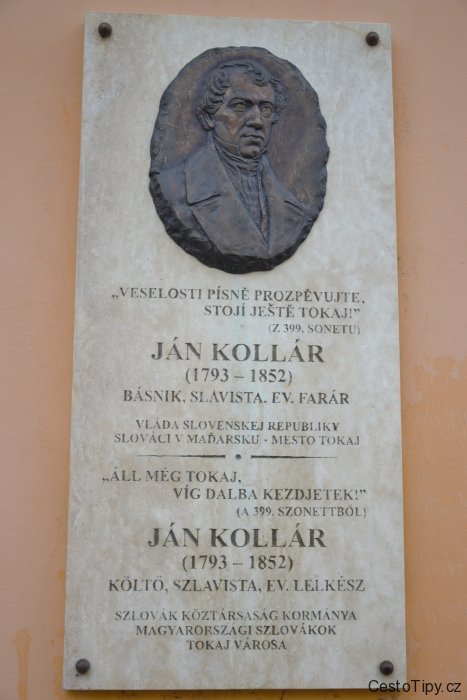 „VESELOSTI PÍSNĚ PROZPĚVUJTE,
STOJÍ JEŠTĚ TOKAJ!"
(Z 399. SONETU)
JÁN KOLLÁR
(1793 – 1852)
BÁSNIK, SLAVISTA, EV. FARÁR
VLÁDA SLOVENSKEJ REPUBLIKY
SLOVÁCI V MAĎARSKU · MESTO TOKAJ
„ÁLL MÉG TOKAJ,
VÍG DALBA KEZDJETEK!"
(A 399. SZONETTBÓL)
JÁN KOLLÁR
(1793 – 1852)
KÖLTŐ, SZLAVISTA, EV. LELKÉSZ
SZLOVÁK KÖZTÁRSASÁG KORMÁNYA
MAGYARORSZÁGI SZLOVÁKOK
TOKAJ VÁROSA
CestoTipy.cz